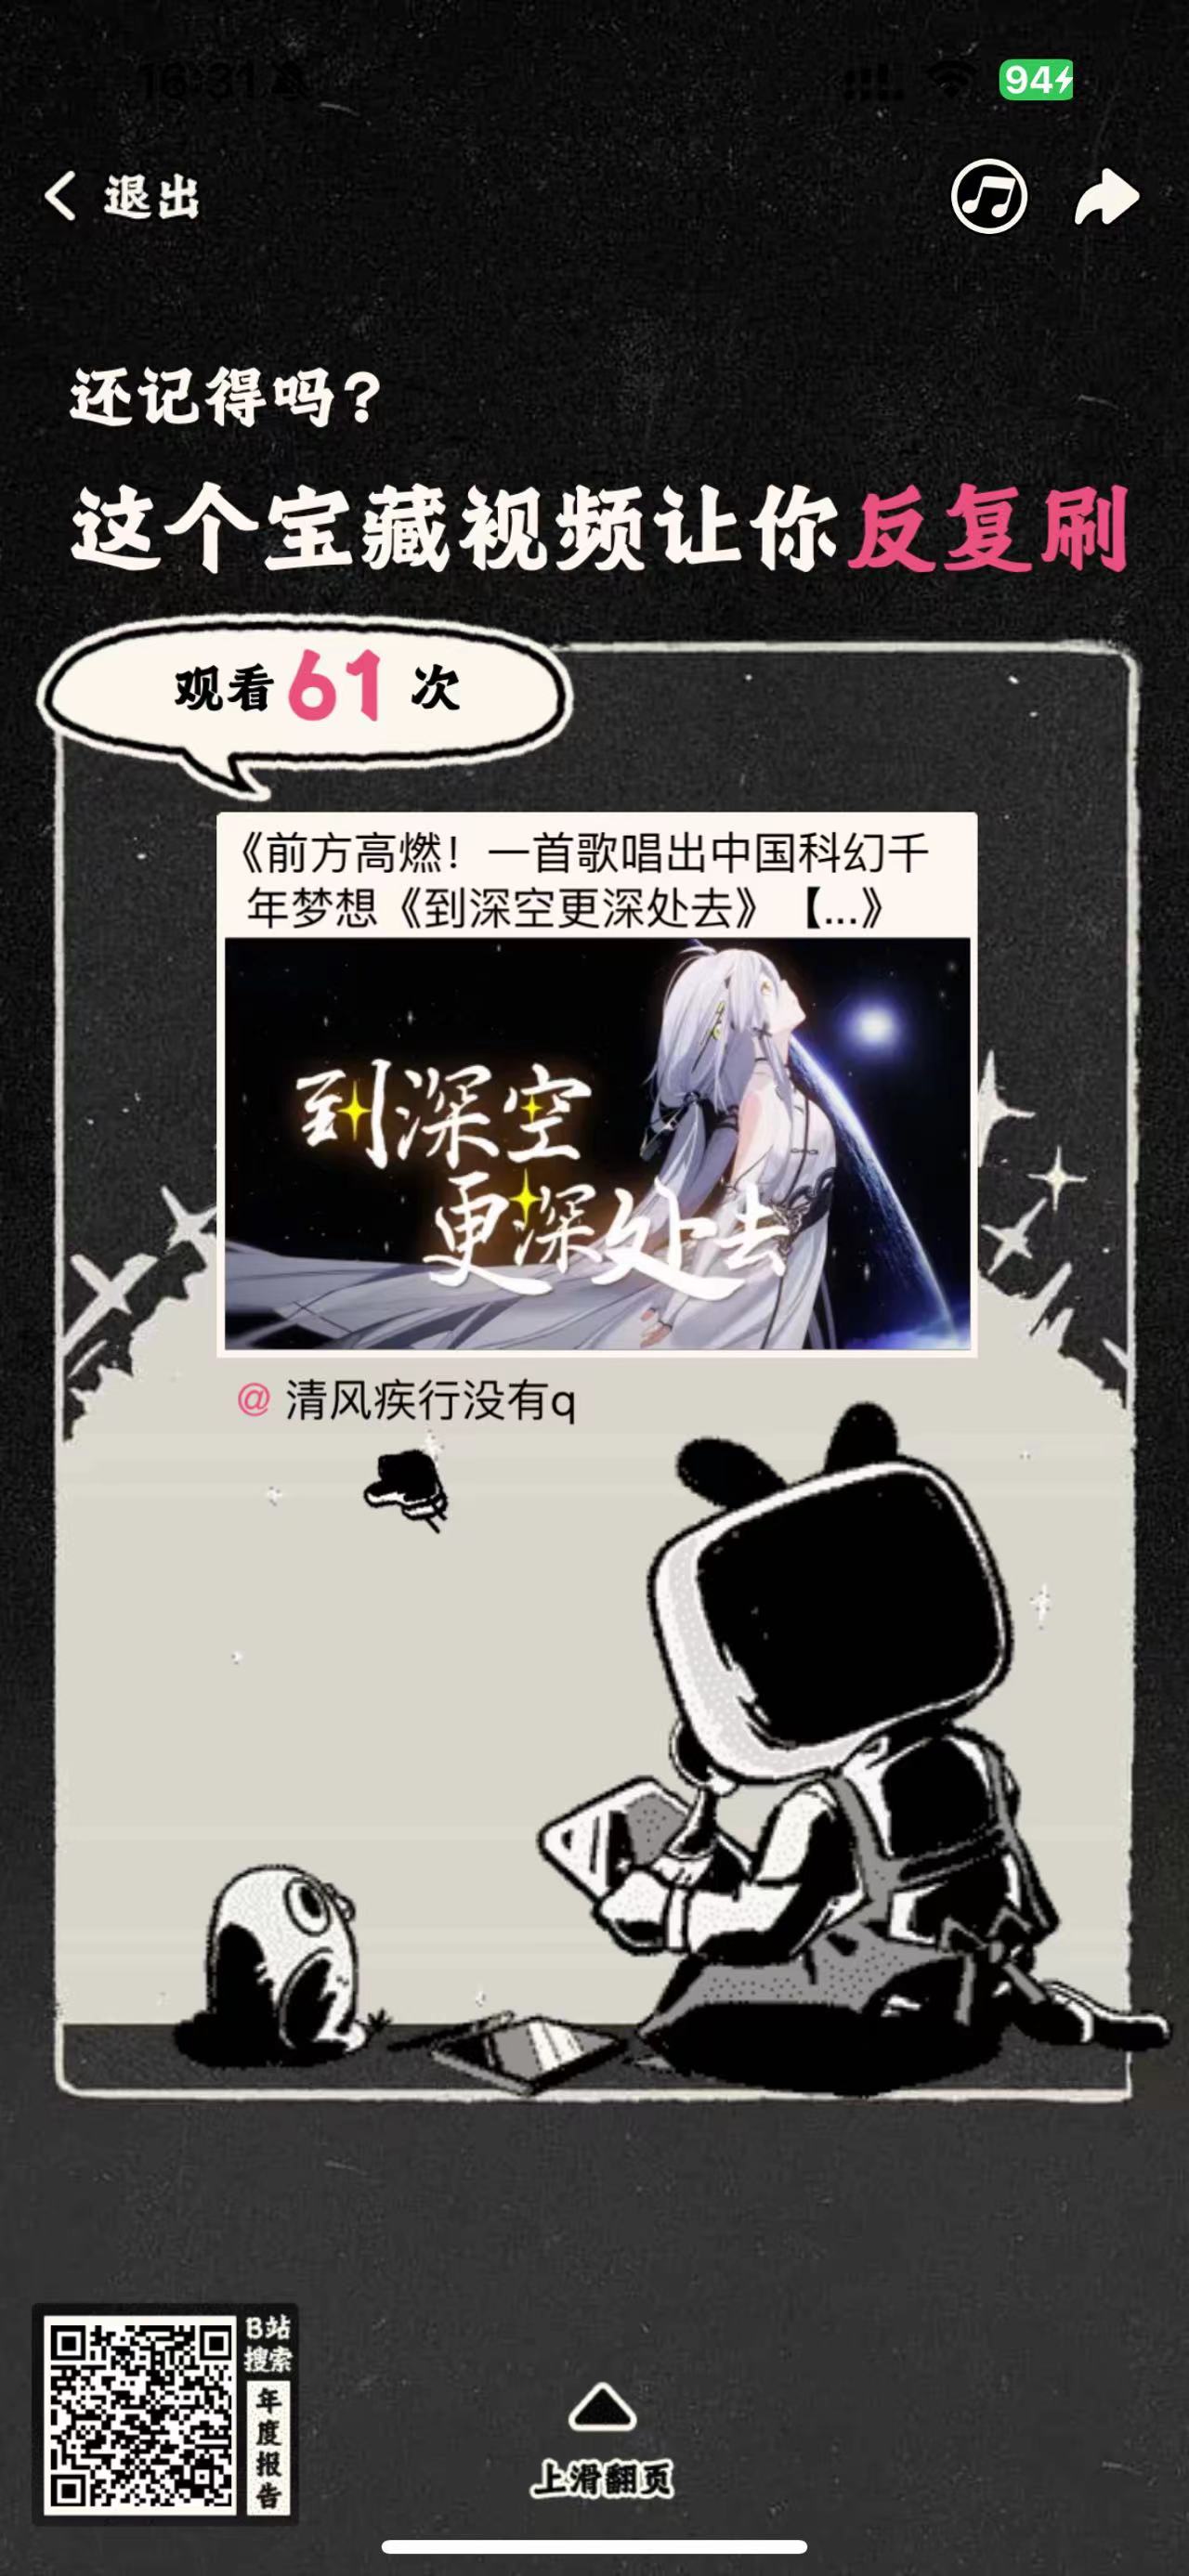 94
退出
还记得吗?
这个宝藏视频让你反复刷
观看61次
《前方高燃！一首歌唱出中国科幻千
年梦想《到深空更深处去》【...》
到深空
更深处去
@ 清风疾行没有q
B站
搜索
年度报告
上滑翻页